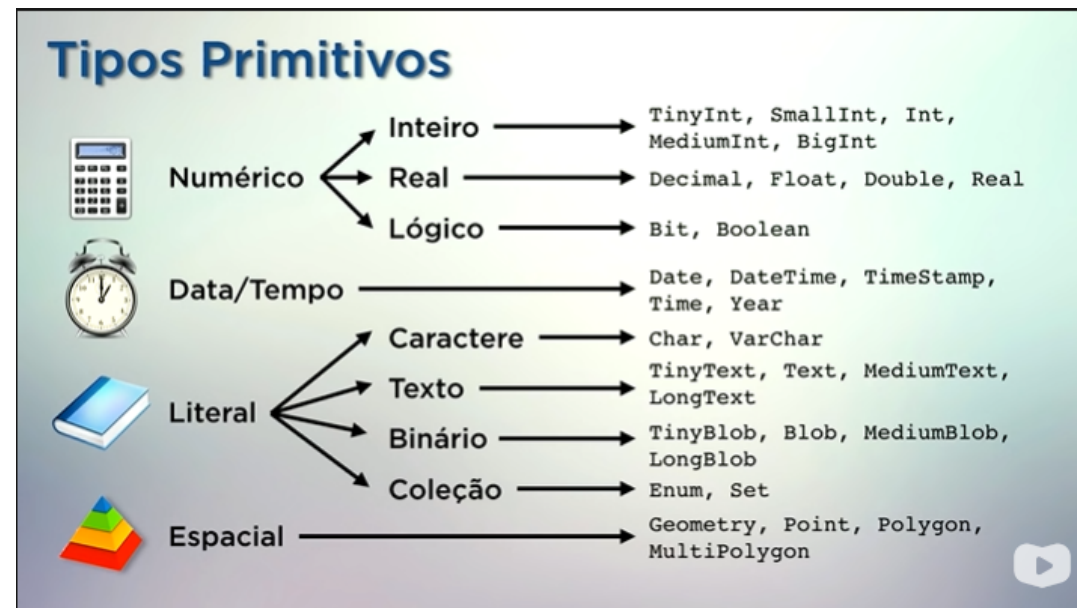 Tipos Primitivos
Numérico
Inteiro
TinyInt, SmallInt, Int,
MediumInt, BigInt
Real
Decimal, Float, Double, Real
Lógico
Bit, Boolean
Data/Tempo
Date, DateTime, TimeStamp,
Time, Year
Literal
Caractere
Char, VarChar
Texto
TinyText, Text, MediumText,
LongText
Binário
TinyBlob, Blob, MediumBlob,
LongBlob
Coleção
Enum, Set
Espacial
Geometry, Point, Polygon,
MultiPolygon